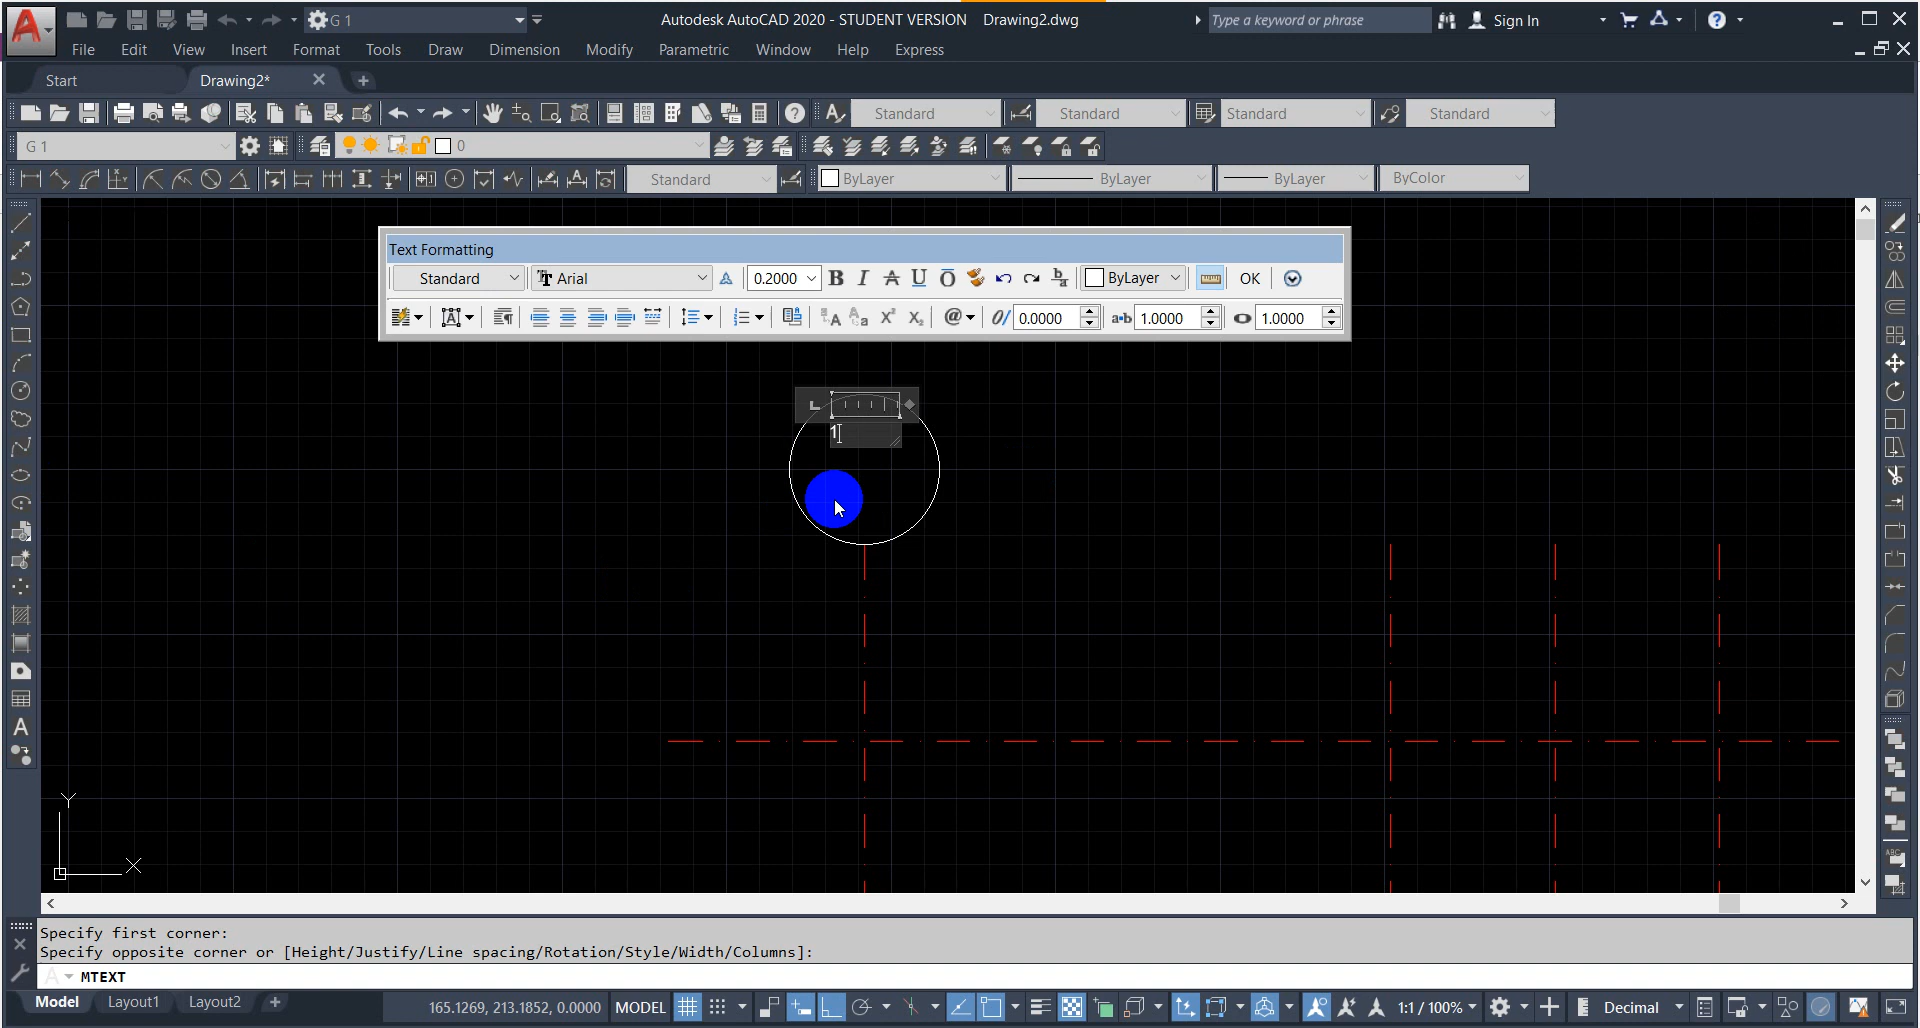 G 1
Autodesk AutoCAD 2020 - STUDENT VERSION Drawing2.dwg
Type a keyword or phrase
Sign In
File Edit View Insert Format Tools Draw Dimension Modify Parametric Window Help Express
Start
Drawing2*
Standard Standard Standard Standard
G 1
0
Standard
ByLayer ByLayer ByLayer ByColor
Text Formatting
Standard Arial 0.2000 B I A U O b/a ByLayer OK
@ 0/ 0.0000 a-b 1.0000 1.0000
1
Y
X
Specify first corner:
Specify opposite corner or [Height/Justify/Line spacing/Rotation/Style/Width/Columns]:
MTEXT
Model Layout1 Layout2
165.1269, 213.1852, 0.0000 MODEL 1:1 / 100% Decimal